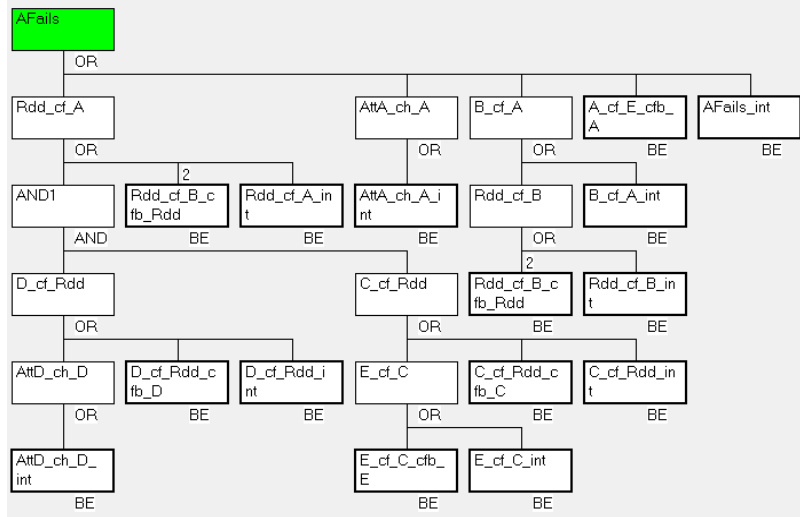 AFails
OR
Rdd_cf_A
AttA_ch_A
B_cf_A
A_cf_E_cfb_
A
AFails_int
OR
OR
OR
BE
BE
2
AND1
Rdd_cf_B_c
fb_Rdd
Rdd_cf_A_in
t
AttA_ch_A_i
nt
Rdd_cf_B
B_cf_A_int
AND
BE
BE
BE
OR
BE
2
D_cf_Rdd
C_cf_Rdd
Rdd_cf_B_c
fb_Rdd
Rdd_cf_B_in
t
OR
OR
BE
BE
AttD_ch_D
D_cf_Rdd_c
fb_D
D_cf_Rdd_i
nt
E_cf_C
C_cf_Rdd_c
fb_C
C_cf_Rdd_in
t
OR
BE
BE
OR
BE
BE
AttD_ch_D_
int
E_cf_C_cfb_
E
E_cf_C_int
BE
BE
BE